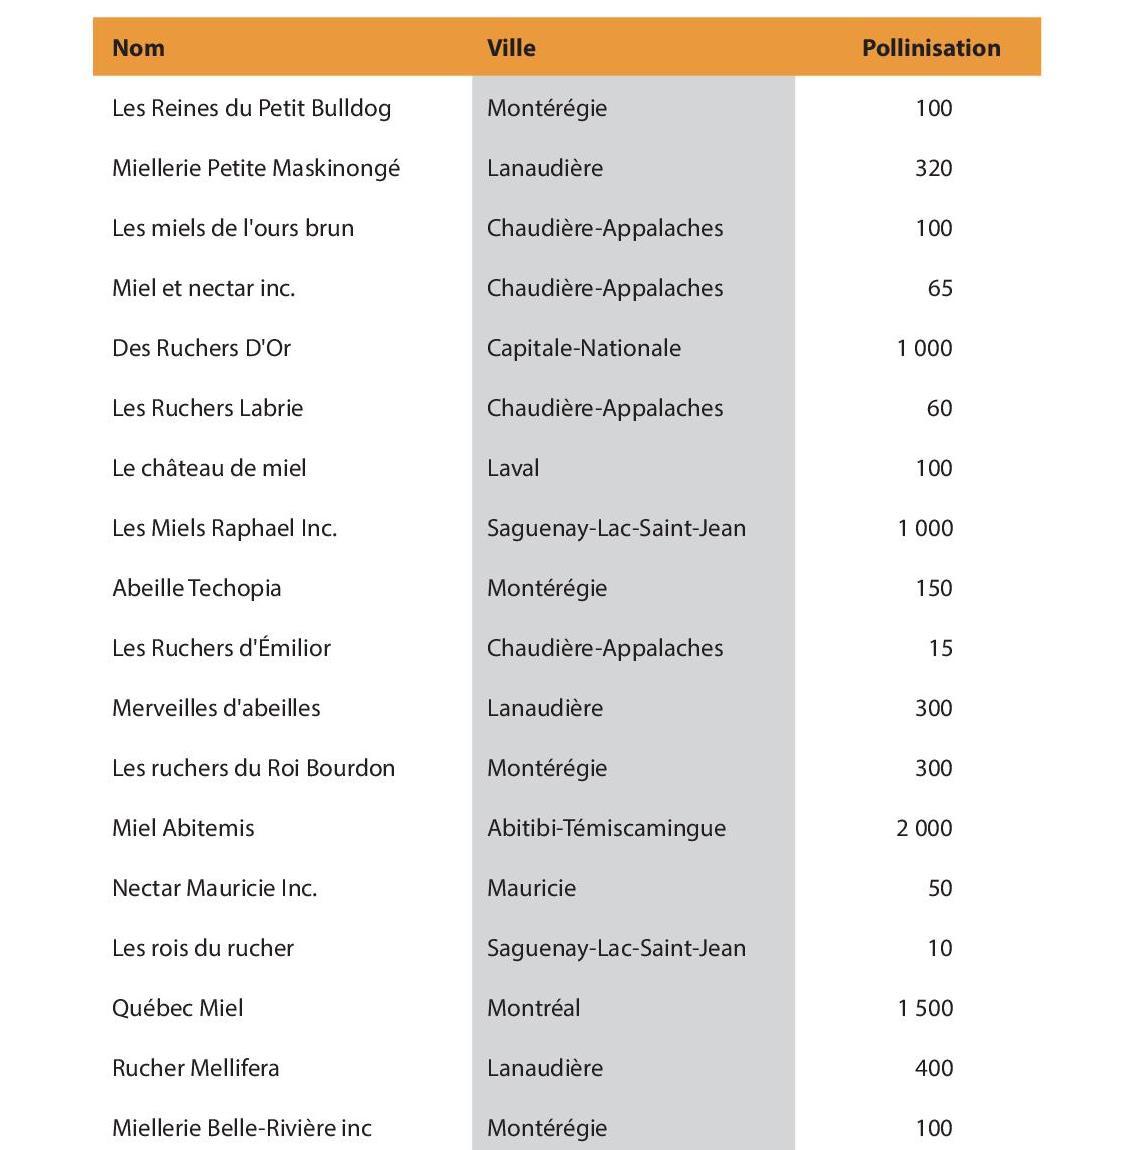 Nom Ville Pollinisation
Les Reines du Petit Bulldog Montérégie 100
Miellerie Petite Maskinongé Lanaudière 320
Les miels de l'ours brun Chaudière-Appalaches 100
Miel et nectar inc. Chaudière-Appalaches 65
Des Ruchers D'Or Capitale-Nationale 1 000
Les Ruchers Labrie Chaudière-Appalaches 60
Le château de miel Laval 100
Les Miels Raphael Inc. Saguenay-Lac-Saint-Jean 1 000
Abeille Techopia Montérégie 150
Les Ruchers d'Émilior Chaudière-Appalaches 15
Merveilles d'abeilles Lanaudière 300
Les ruchers du Roi Bourdon Montérégie 300
Miel Abitemis Abitibi-Témiscamingue 2 000
Nectar Mauricie Inc. Mauricie 50
Les rois du rucher Saguenay-Lac-Saint-Jean 10
Québec Miel Montréal 1 500
Rucher Mellifera Lanaudière 400
Miellerie Belle-Rivière inc Montérégie 100